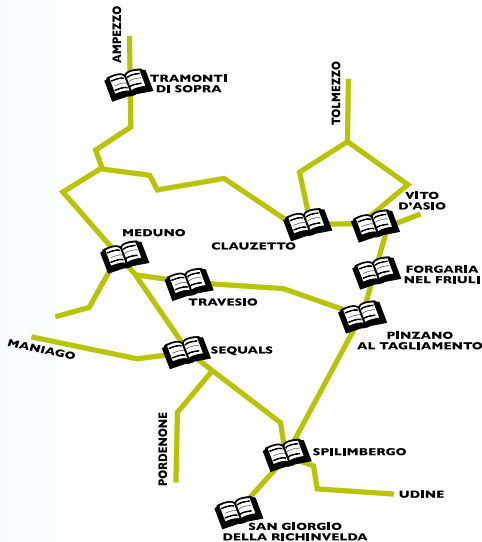 AMPEZZO
TRAMONTI
DI SOPRA
TOLMEZZO
VITO
D'ASIO
MEDUNO
CLAUZETTO
FORGARIA
NEL FRIULI
TRAVESIO
PINZANO
AL TAGLIAMENTO
MANIAGO
SEQUALS
PORDENONE
SPILIMBERGO
UDINE
SAN GIORGIO
DELLA RICHINVELDA